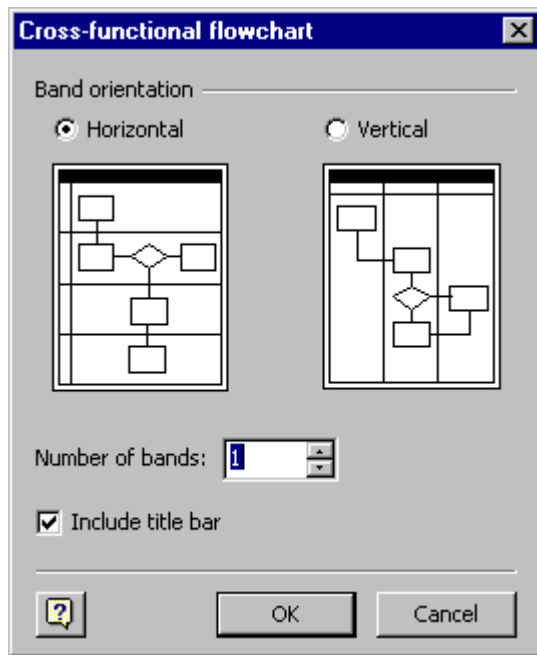 Cross-functional flowchart
Band orientation
Horizontal Vertical
Number of bands: 1
Include title bar
?
OK Cancel